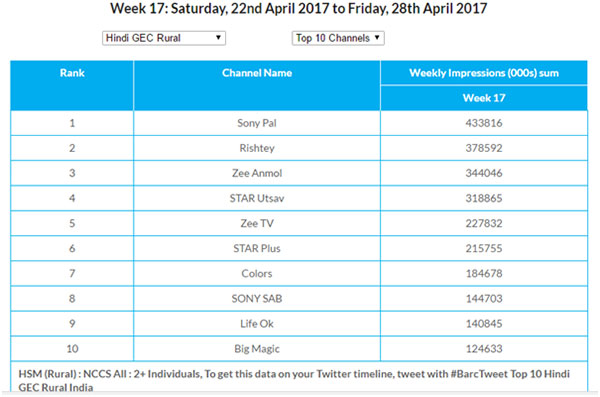 Week 17: Saturday, 22nd April 2017 to Friday, 28th April 2017
Hindi GEC Rural Top 10 Channels
Rank Channel Name Weekly Impressions (000s) sum
Week 17
1 Sony Pal 433816
2 Rishtey 378592
3 Zee Anmol 344046
4 STAR Utsav 318865
5 Zee TV 227832
6 STAR Plus 215755
7 Colors 184678
8 SONY SAB 144703
9 Life Ok 140845
10 Big Magic 124633
HSM (Rural) : NCCS All : 2+ Individuals, To get this data on your Twitter timeline, tweet with #BarcTweet Top 10 Hindi
GEC Rural India